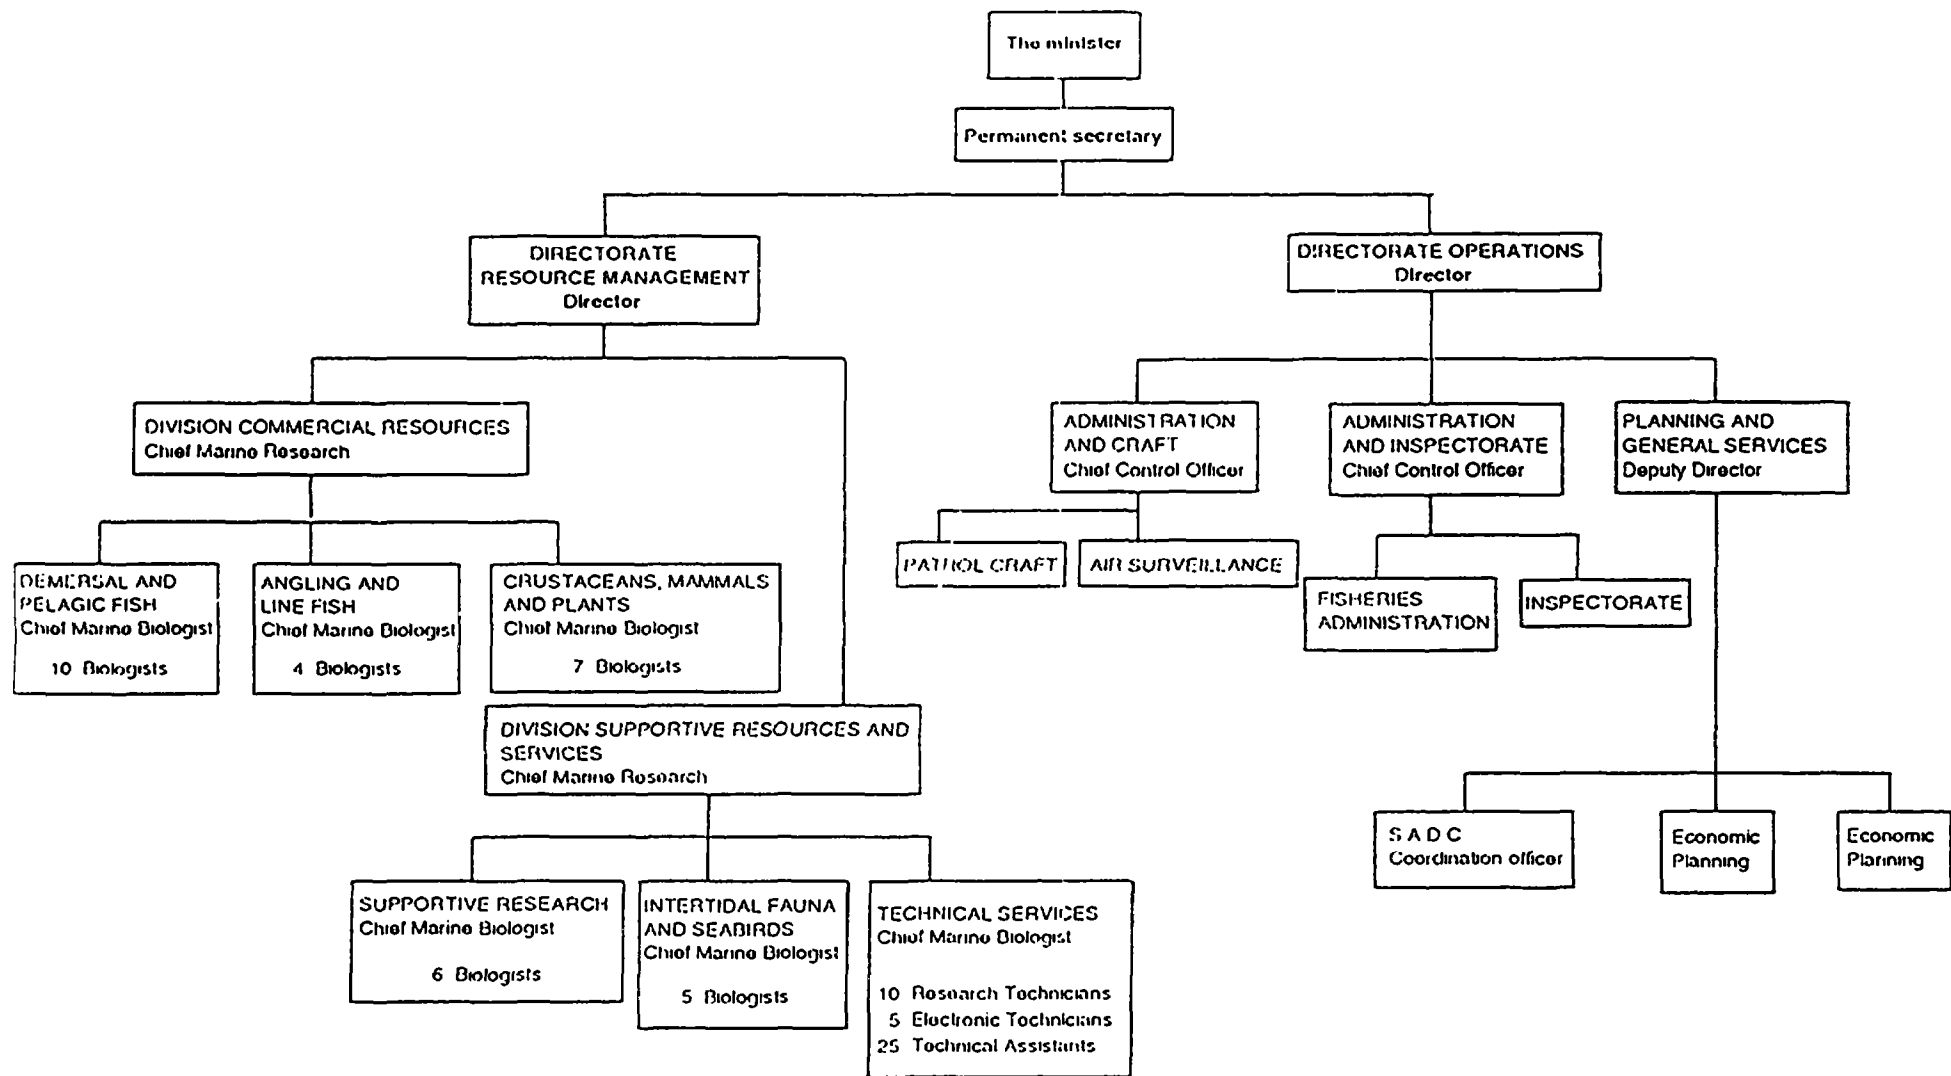 The minister
Permanent secretary
DIRECTORATE
RESOURCE MANAGEMENT
Director
DIRECTORATE OPERATIONS
Director
DIVISION COMMERCIAL RESOURCES
Chief Marine Research
ADMINISTRATION
AND CRAFT
Chief Control Officer
ADMINISTRATION
AND INSPECTORATE
Chief Control Officer
PLANNING AND
GENERAL SERVICES
Deputy Director
PATROL CRAFT
AIR SURVEILLANCE
FISHERIES
ADMINISTRATION
INSPECTORATE
DEMERSAL AND
PELAGIC FISH
Chief Marine Biologist
10 Biologists
ANGLING AND
LINE FISH
Chief Marine Biologist
4 Biologists
CRUSTACEANS, MAMMALS
AND PLANTS
Chief Marine Biologist
7 Biologists
DIVISION SUPPORTIVE RESOURCES AND
SERVICES
Chief Marine Research
S A D C
Coordination officer
Economic
Planning
Economic
Planning
SUPPORTIVE RESEARCH
Chief Marine Biologist
6 Biologists
INTERTIDAL FAUNA
AND SEABIRDS
Chief Marine Biologist
5 Biologists
TECHNICAL SERVICES
Chief Marine Biologist
10 Research Technicians
5 Electronic Technicians
25 Technical Assistants